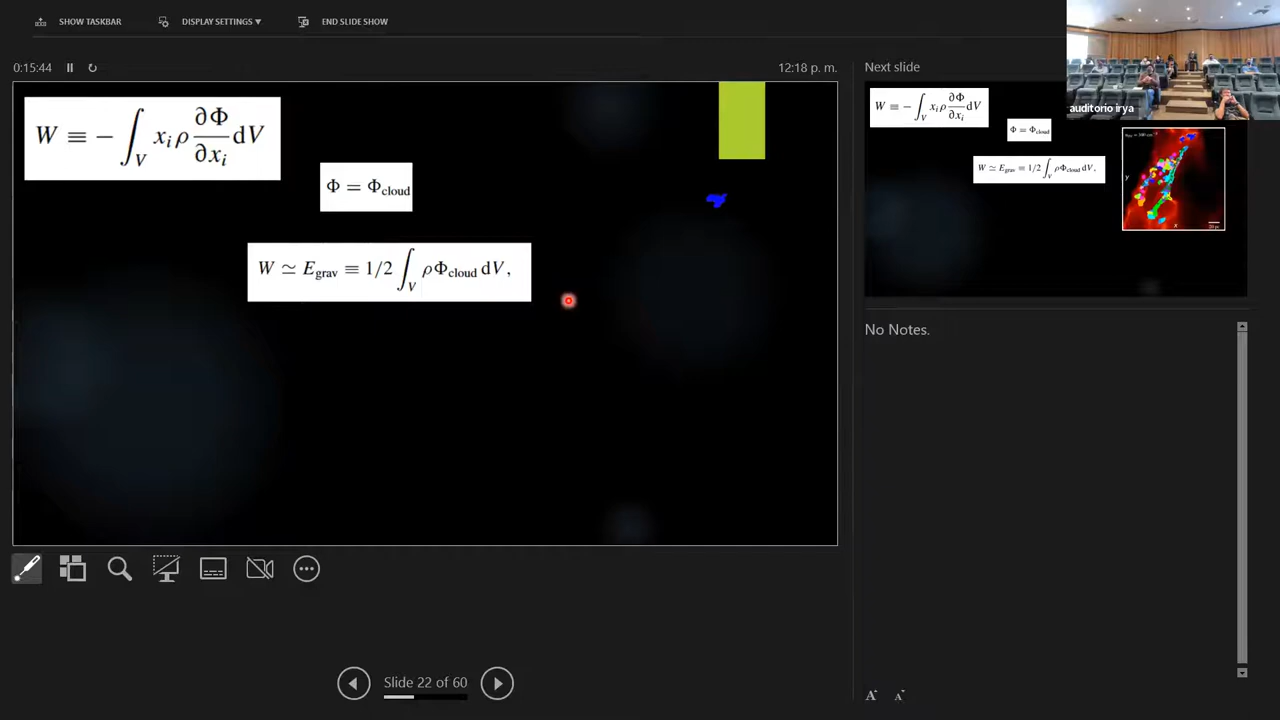 SHOW TASKBAR
DISPLAY SETTINGS ▼
END SLIDE SHOW
0:15:44
12:18 p. m.
W ≡ − ∫_V x_i ρ ∂Φ/∂x_i dV
Φ = Φ_cloud
W ≃ E_grav ≡ 1/2 ∫_V ρΦ_cloud dV,
Slide 22 of 60
Next slide
auditorio irya
W ≡ − ∫_V x_i ρ ∂Φ/∂x_i dV
Φ = Φ_cloud
W ≃ E_grav ≡ 1/2 ∫_V ρΦ_cloud dV,
y
x
No Notes.
A A